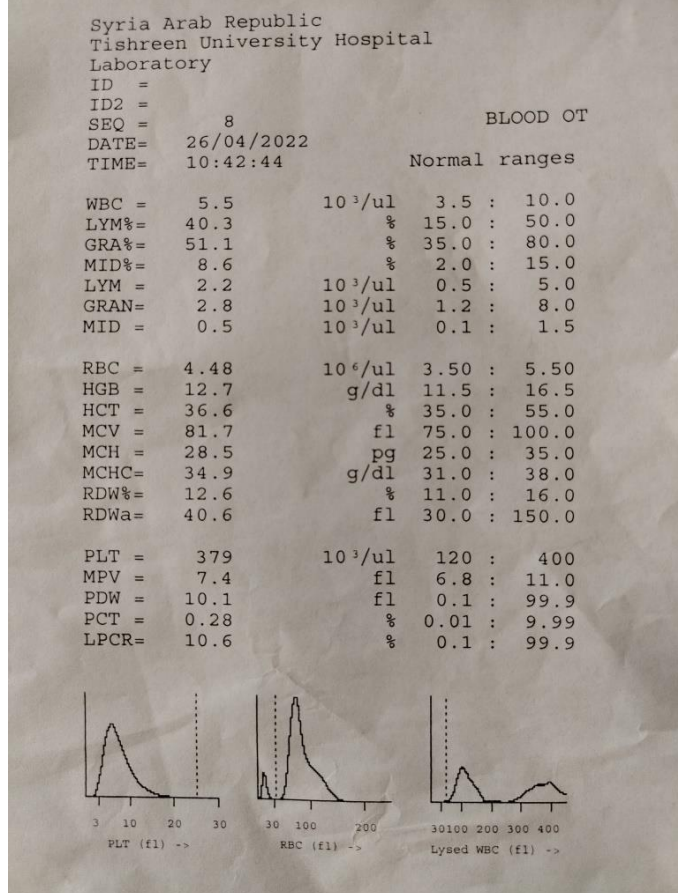 Syria Arab Republic
Tishreen University Hospital
Laboratory
ID =
ID2 =
SEQ = 8 BLOOD OT
DATE= 26/04/2022
TIME= 10:42:44 Normal ranges
WBC = 5.5 10³/ul 3.5 : 10.0
LYM%= 40.3 % 15.0 : 50.0
GRA%= 51.1 % 35.0 : 80.0
MID%= 8.6 % 2.0 : 15.0
LYM = 2.2 10³/ul 0.5 : 5.0
GRAN= 2.8 10³/ul 1.2 : 8.0
MID = 0.5 10³/ul 0.1 : 1.5
RBC = 4.48 10⁶/ul 3.50 : 5.50
HGB = 12.7 g/dl 11.5 : 16.5
HCT = 36.6 % 35.0 : 55.0
MCV = 81.7 fl 75.0 : 100.0
MCH = 28.5 pg 25.0 : 35.0
MCHC= 34.9 g/dl 31.0 : 38.0
RDW%= 12.6 % 11.0 : 16.0
RDWa= 40.6 fl 30.0 : 150.0
PLT = 379 10³/ul 120 : 400
MPV = 7.4 fl 6.8 : 11.0
PDW = 10.1 fl 0.1 : 99.9
PCT = 0.28 % 0.01 : 9.99
LPCR= 10.6 % 0.1 : 99.9
3 10 20 30 30 100 200 30100 200 300 400
PLT (fl) -> RBC (fl) -> Lysed WBC (fl) ->